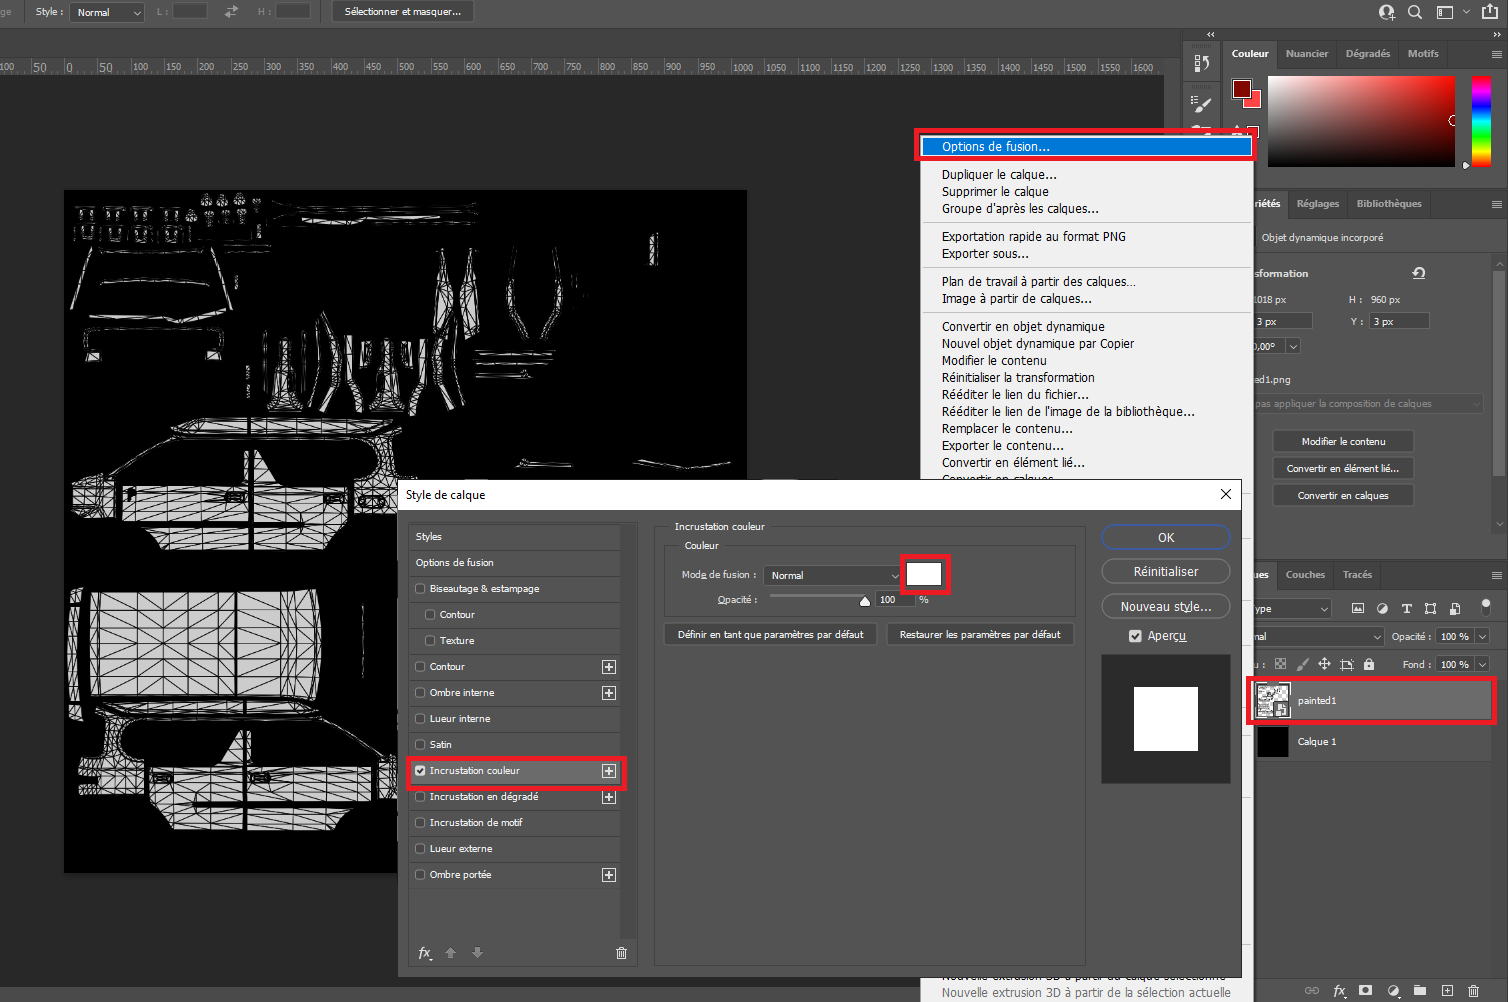 ge Style : Normal L : H : Sélectionner et masquer...
100 50 0 50 100 150 200 250 300 350 400 450 500 550 600 650 700 750 800 850 900 950 1000 1050 1100 1150 1200 1250 1300 1350 1400 1450 1500 1550 1600
Couleur Nuancier Dégradés Motifs
Options de fusion...
Dupliquer le calque...
Supprimer le calque
Groupe d'après les calques...
Exportation rapide au format PNG
Exporter sous...
Plan de travail à partir des calques...
Image à partir de calques...
Convertir en objet dynamique
Nouvel objet dynamique par Copier
Modifier le contenu
Réinitialiser la transformation
Rééditer le lien du fichier...
Rééditer le lien de l'image de la bibliothèque...
Remplacer le contenu...
Exporter le contenu...
Convertir en élément lié...
Convertir en calques
riétés Réglages Bibliothèques
Objet dynamique incorporé
sformation
1018 px H : 960 px
3 px Y : 3 px
0,00°
ed1.png
pas appliquer la composition de calques
Modifier le contenu
Convertir en élément lié...
Convertir en calques
Style de calque
Styles
Options de fusion
Biseautage & estampage
Contour
Texture
Contour
Ombre interne
Lueur interne
Satin
Incrustation couleur
Incrustation en dégradé
Incrustation de motif
Lueur externe
Ombre portée
fx
Incrustation couleur
Couleur
Mode de fusion : Normal
Opacité : 100 %
Définir en tant que paramètres par défaut Restaurer les paramètres par défaut
OK
Réinitialiser
Nouveau style...
Aperçu
ues Couches Tracés
ype
mal Opacité : 100 %
u : Fond : 100 %
painted1
Calque 1
Nouvelle extrusion 3D à partir du calque sélectionné
Nouvelle extrusion 3D à partir de la sélection actuelle
fx